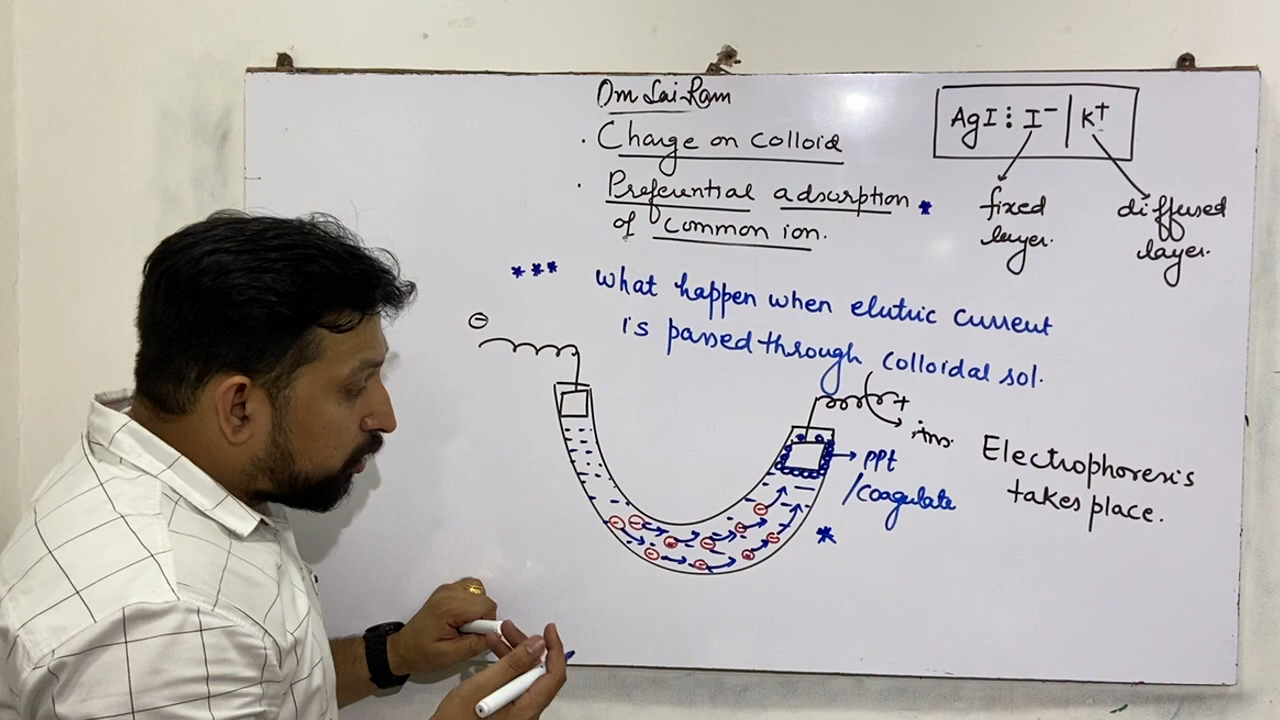 Om Sai Ram
. Charge on Colloid
. Preferential adsorption
of common ion.
AgI ⋮ I⁻ | K⁺
fixed
layer.
diffused
layer.
*
*** what happen when elutric current
is passed through colloidal sol.
⊖
+
→ ppt
/coagulate
*
Electrophoresis
takes place.